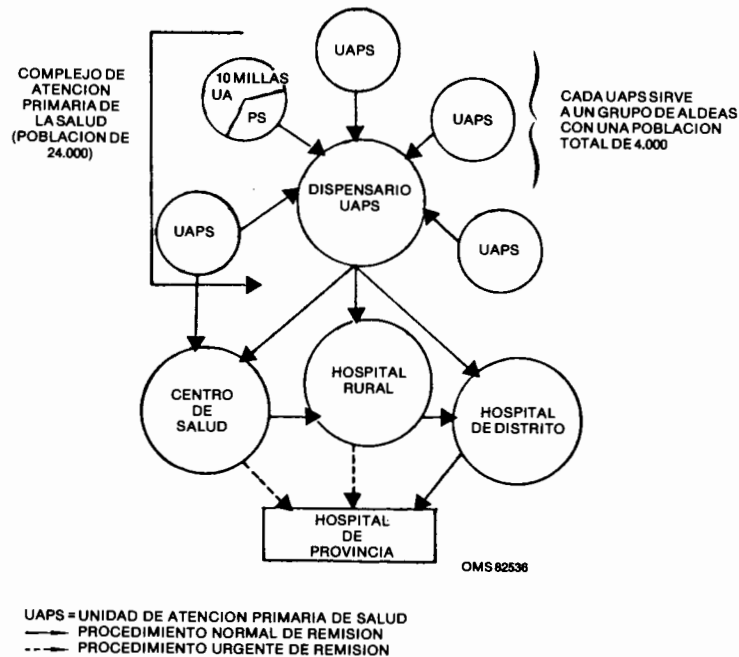 COMPLEJO DE
ATENCION
PRIMARIA DE
LA SALUD
(POBLACION DE
24.000)
10 MILLAS
UA
PS
UAPS
UAPS
CADA UAPS SIRVE
A UN GRUPO DE ALDEAS
CON UNA POBLACION
TOTAL DE 4.000
DISPENSARIO
UAPS
UAPS
UAPS
CENTRO
DE
SALUD
HOSPITAL
RURAL
HOSPITAL
DE DISTRITO
HOSPITAL
DE
PROVINCIA
OMS 82536
UAPS = UNIDAD DE ATENCION PRIMARIA DE SALUD
PROCEDIMIENTO NORMAL DE REMISION
PROCEDIMIENTO URGENTE DE REMISION